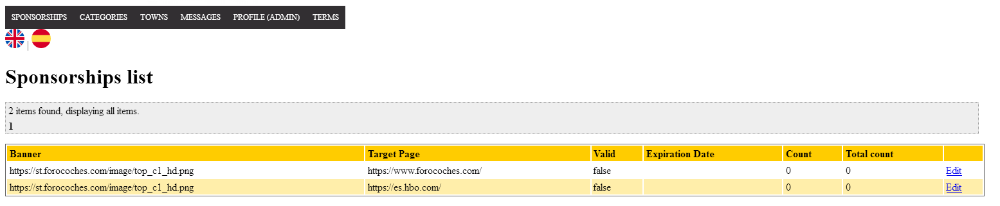 SPONSORSHIPS CATEGORIES TOWNS MESSAGES PROFILE (ADMIN) TERMS
|
Sponsorships list
2 items found, displaying all items.
1
Banner Target Page Valid Expiration Date Count Total count
https://st.forocoches.com/image/top_c1_hd.png https://www.forocoches.com/ false 0 0 Edit
https://st.forocoches.com/image/top_c1_hd.png https://es.hbo.com/ false 0 0 Edit